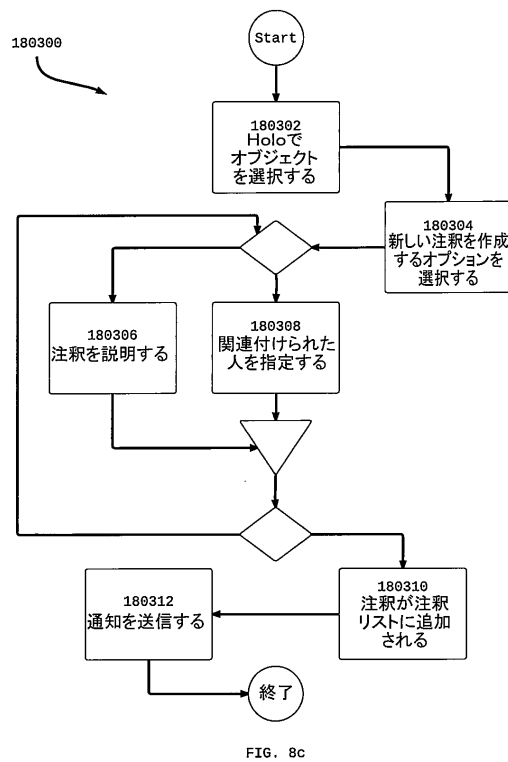 Start
180300
180302
Holoで
オブジェクト
を選択する
180304
新しい注釈を作成
するオプションを
選択する
180306
注釈を説明する
180308
関連付けられた
人を指定する
180310
注釈が注釈
リストに追加
される
180312
通知を送信する
終了
FIG. 8c